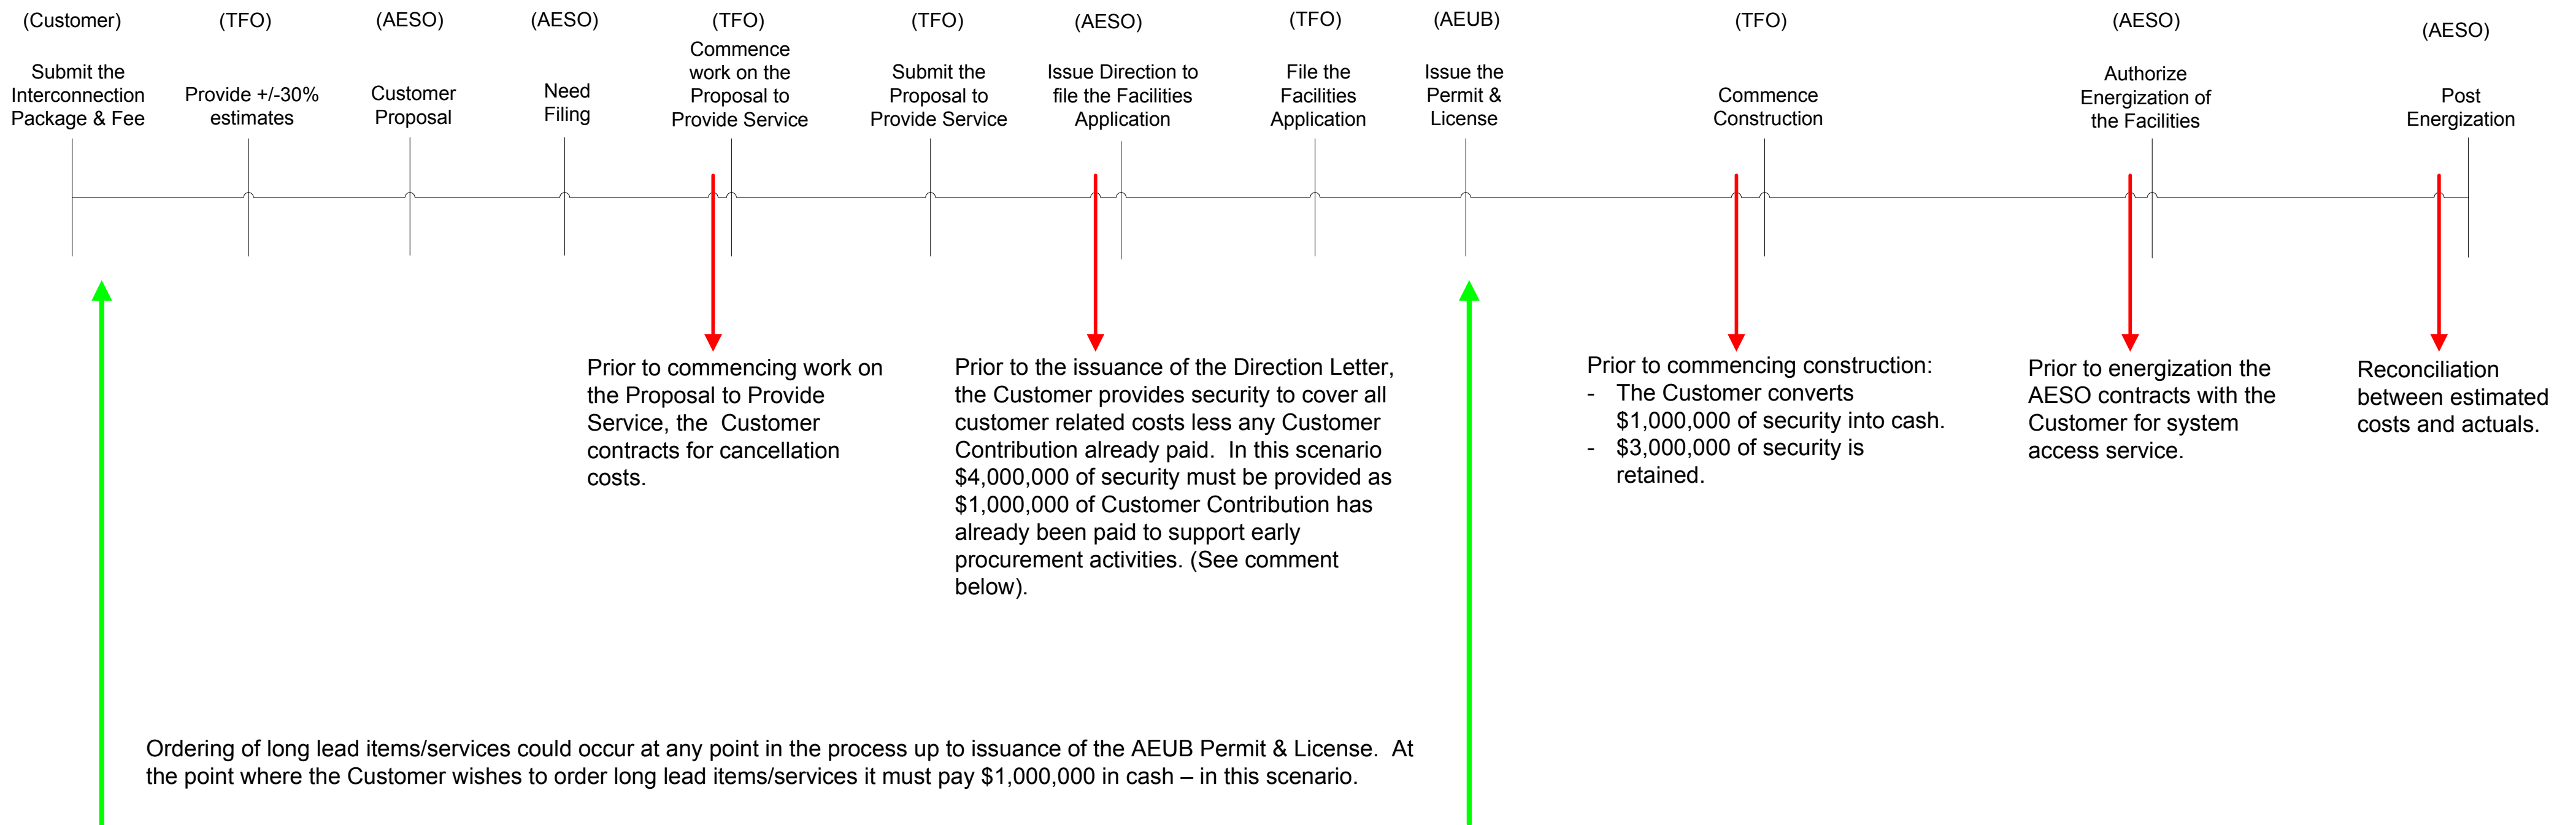 (Customer)
Submit the
Interconnection
Package & Fee
(TFO)
Provide +/-30%
estimates
(AESO)
Customer
Proposal
(AESO)
Need
Filing
(TFO)
Commence
work on the
Proposal to
Provide Service
(TFO)
Submit the
Proposal to
Provide Service
(AESO)
Issue Direction to
file the Facilities
Application
(TFO)
File the
Facilities
Application
(AEUB)
Issue the
Permit &
License
(TFO)
Commence
Construction
(AESO)
Authorize
Energization of
the Facilities
(AESO)
Post
Energization
Prior to commencing work on
the Proposal to Provide
Service, the  Customer
contracts for cancellation
costs.
Prior to the issuance of the Direction Letter,
the Customer provides security to cover all
customer related costs less any Customer
Contribution already paid.  In this scenario
$4,000,000 of security must be provided as
$1,000,000 of Customer Contribution has
already been paid to support early
procurement activities. (See comment
below).
Prior to commencing construction:
- The Customer converts
$1,000,000 of security into cash.
- $3,000,000 of security is
retained.
Prior to energization the
AESO contracts with the
Customer for system
access service.
Reconciliation
between estimated
costs and actuals.
Ordering of long lead items/services could occur at any point in the process up to issuance of the AEUB Permit & License.  At
the point where the Customer wishes to order long lead items/services it must pay $1,000,000 in cash – in this scenario.